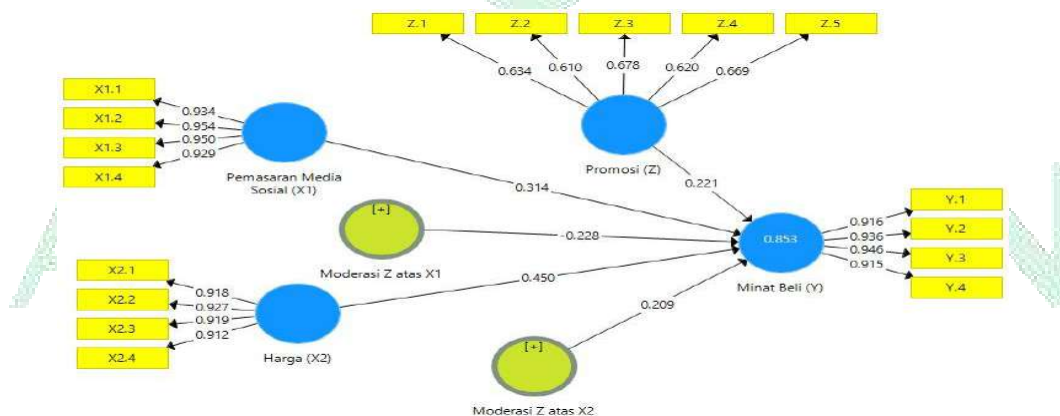 Z.1
Z.2
Z.3
Z.4
Z.5
0.634
0.610
0.678
0.620
0.669
X1.1
X1.2
X1.3
X1.4
0.934
0.954
0.950
0.929
Pemasaran Media
Sosial (X1)
Promosi (Z)
0.314
0.221
[+]
Moderasi Z atas X1
-0.228
0.853
Minat Beli (Y)
0.916
0.936
0.946
0.915
Y.1
Y.2
Y.3
Y.4
X2.1
X2.2
X2.3
X2.4
0.918
0.927
0.919
0.912
Harga (X2)
0.450
0.209
[+]
Moderasi Z atas X2